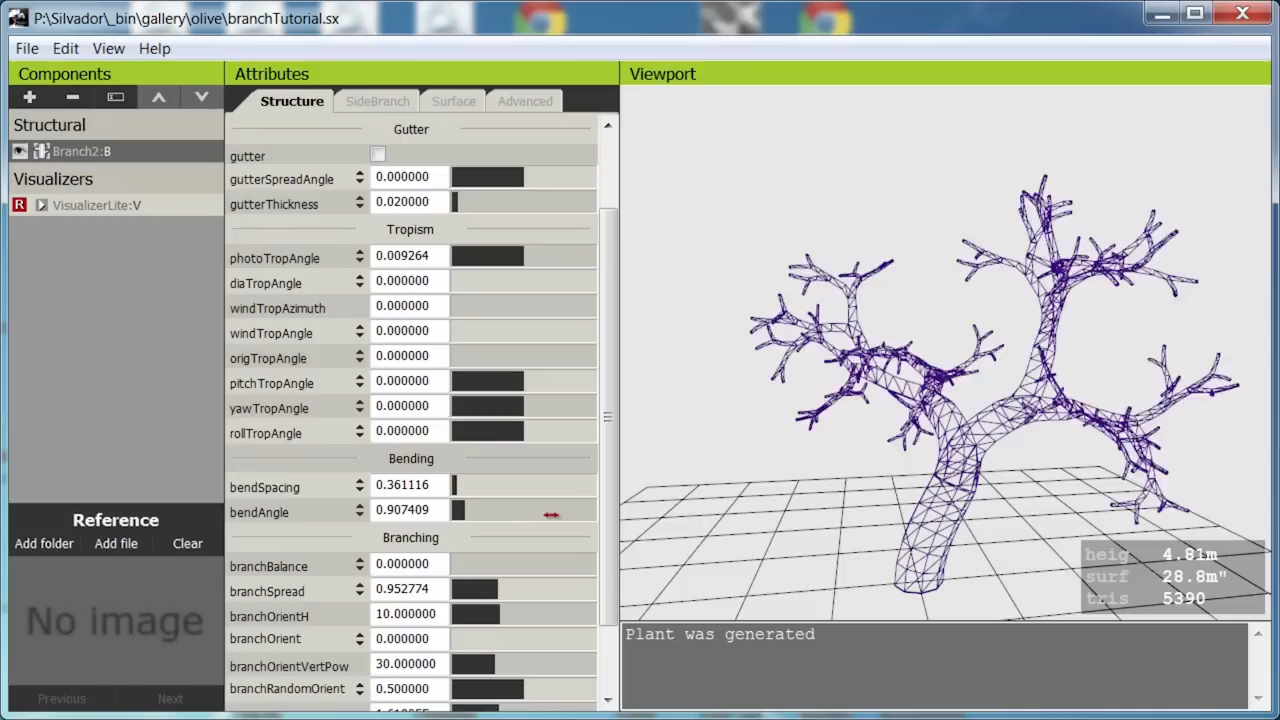 P:\Silvador\_bin\gallery\olive\branchTutorial.sx
File Edit View Help
Components
Structural
Branch2:B
Visualizers
R VisualizerLite:V
Reference
Add folder Add file Clear
No image
Previous Next
Attributes
Structure SideBranch Surface Advanced
Gutter
gutter
gutterSpreadAngle 0.000000
gutterThickness 0.020000
Tropism
photoTropAngle 0.009264
diaTropAngle 0.000000
windTropAzimuth 0.000000
windTropAngle 0.000000
origTropAngle 0.000000
pitchTropAngle 0.000000
yawTropAngle 0.000000
rollTropAngle 0.000000
Bending
bendSpacing 0.361116
bendAngle 0.907409
Branching
branchBalance 0.000000
branchSpread 0.952774
branchOrientH 10.000000
branchOrient 0.000000
branchOrientVertPow 30.000000
branchRandomOrient 0.500000
Viewport
heig 4.81m
surf 28.8m"
tris 5390
Plant was generated